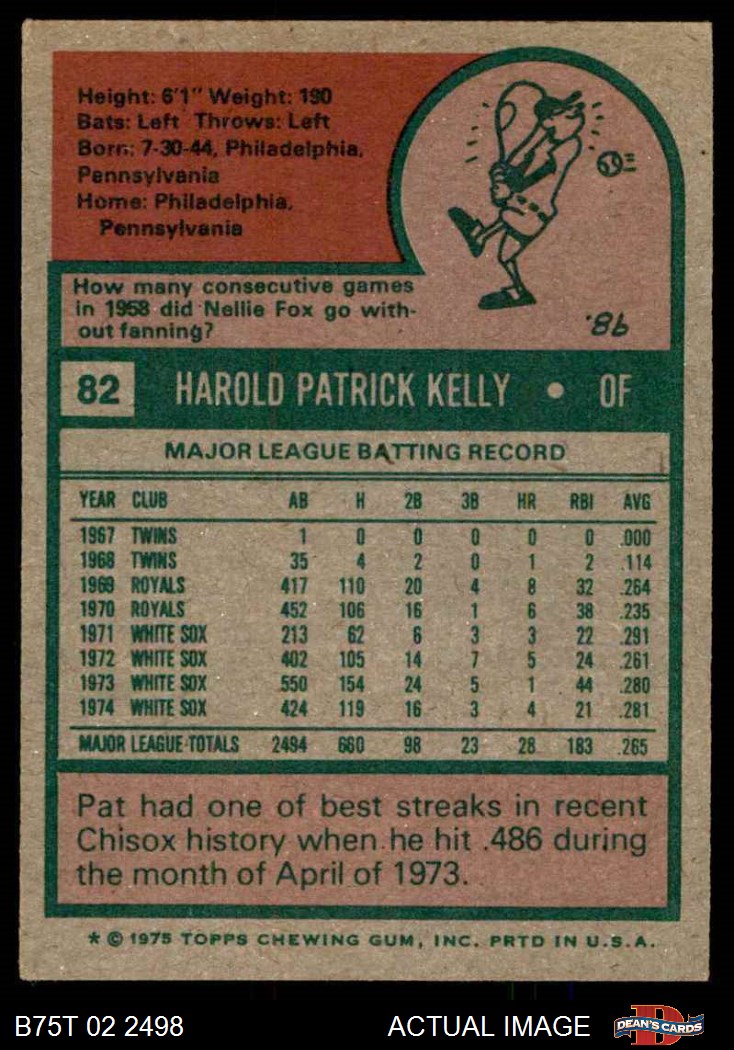 Height: 6'1" Weight: 190
Bats: Left Throws: Left
Born: 7-30-44, Philadelphia,
Pennsylvania
Home: Philadelphia,
Pennsylvania
How many consecutive games
in 1958 did Nellie Fox go with-
out fanning?
98.
82 HAROLD PATRICK KELLY • OF
MAJOR LEAGUE BATTING RECORD
YEAR CLUB AB H 2B 3B HR RBI AVG
1967 TWINS 1 0 0 0 0 0 .000
1968 TWINS 35 4 2 0 1 2 .114
1969 ROYALS 417 110 20 4 8 32 .264
1970 ROYALS 452 106 16 1 6 38 .235
1971 WHITE SOX 213 62 6 3 3 22 .291
1972 WHITE SOX 402 105 14 7 5 24 .261
1973 WHITE SOX 550 154 24 5 1 44 .280
1974 WHITE SOX 424 119 16 3 4 21 .281
MAJOR LEAGUE TOTALS 2494 660 98 23 28 183 .265
Pat had one of best streaks in recent
Chisox history when he hit .486 during
the month of April of 1973.
* © 1975 TOPPS CHEWING GUM, INC. PRTD IN U.S.A.
B75T 02 2498 ACTUAL IMAGE DEAN'S CARDS